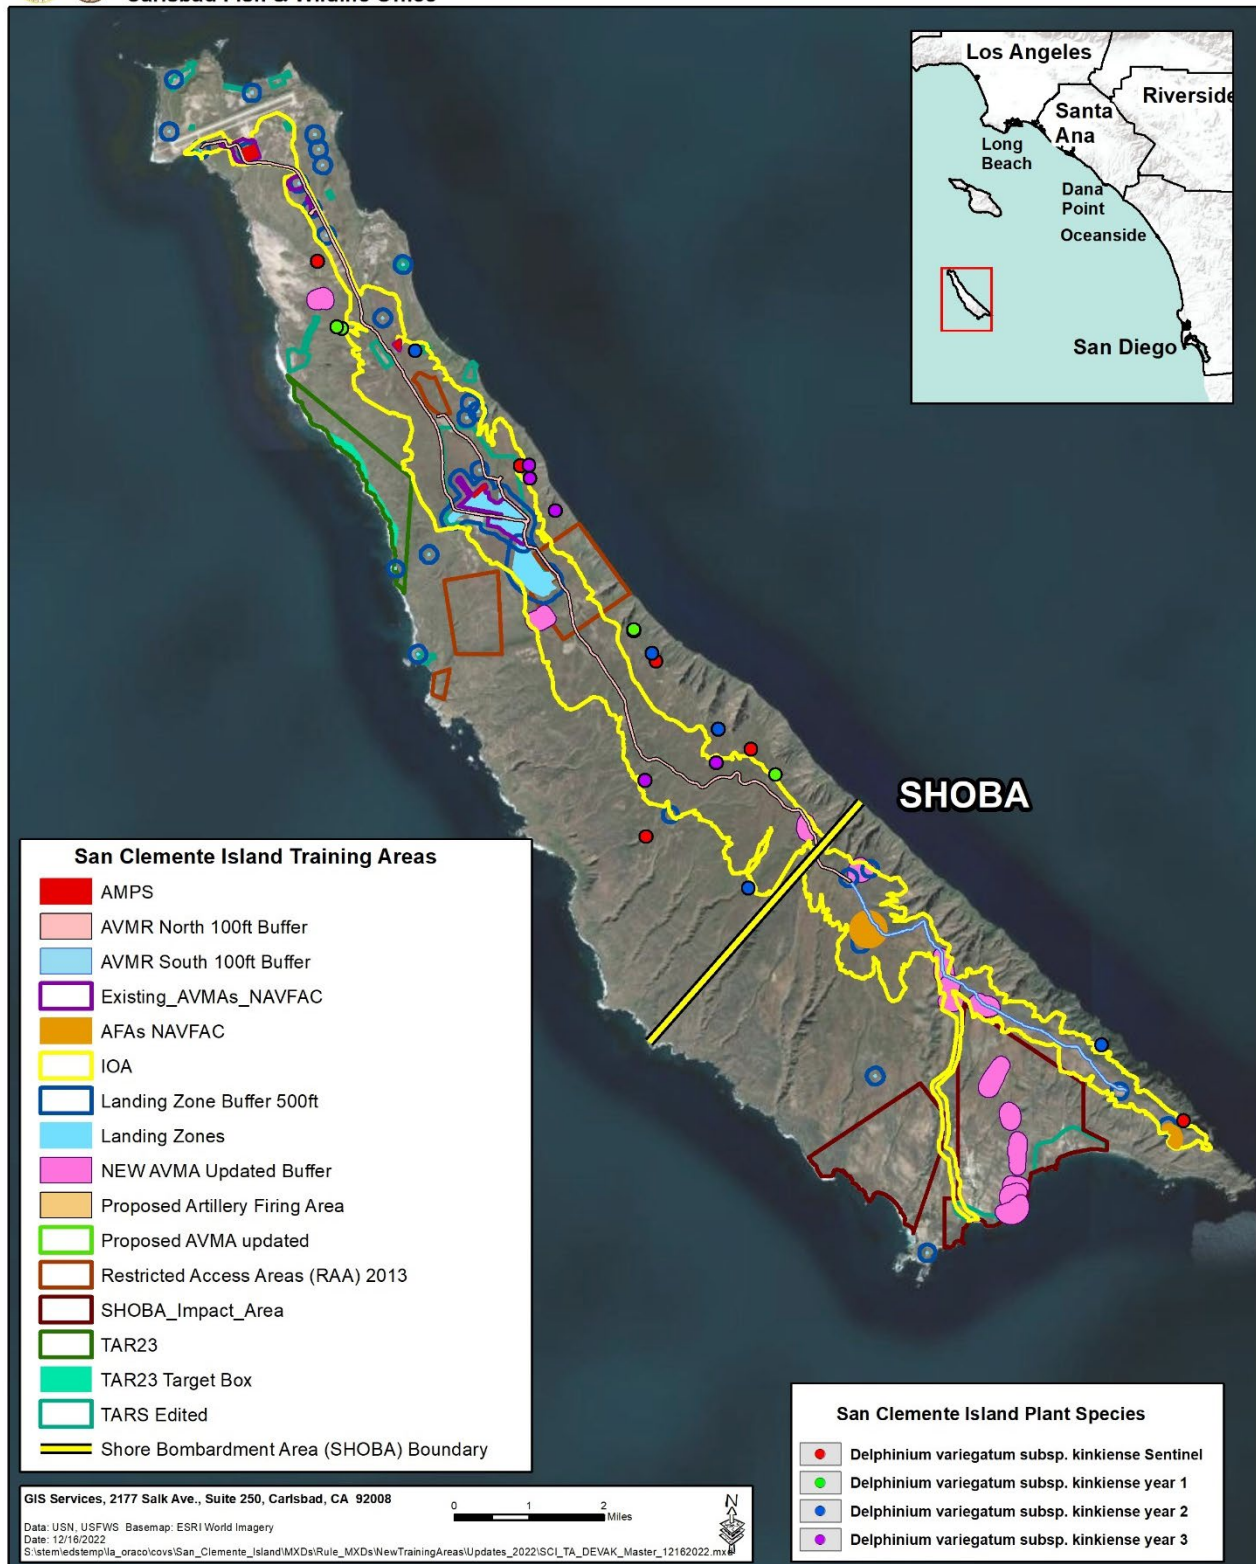 Carlsbad Fish & Wildlife Office
Los Angeles
Riverside
Santa
Ana
Long
Beach
Dana
Point
Oceanside
San Diego
SHOBA
San Clemente Island Training Areas
AMPS
AVMR North 100ft Buffer
AVMR South 100ft Buffer
Existing_AVMAs_NAVFAC
AFAs NAVFAC
IOA
Landing Zone Buffer 500ft
Landing Zones
NEW AVMA Updated Buffer
Proposed Artillery Firing Area
Proposed AVMA updated
Restricted Access Areas (RAA) 2013
SHOBA_Impact_Area
TAR23
TAR23 Target Box
TARS Edited
Shore Bombardment Area (SHOBA) Boundary
San Clemente Island Plant Species
Delphinium variegatum subsp. kinkiense Sentinel
Delphinium variegatum subsp. kinkiense year 1
Delphinium variegatum subsp. kinkiense year 2
Delphinium variegatum subsp. kinkiense year 3
GIS Services, 2177 Salk Ave., Suite 250, Carlsbad, CA 92008
Data: USN, USFWS Basemap: ESRI World Imagery
Date: 12/16/2022
S:\stem\edstemp\la_oraco\covs\San_Clemente_Island\MXDs\Rule_MXDs\NewTrainingAreas\Updates_2022\SCI_TA_DEVAK_Master_12162022.mxd
0 1 2
Miles
N